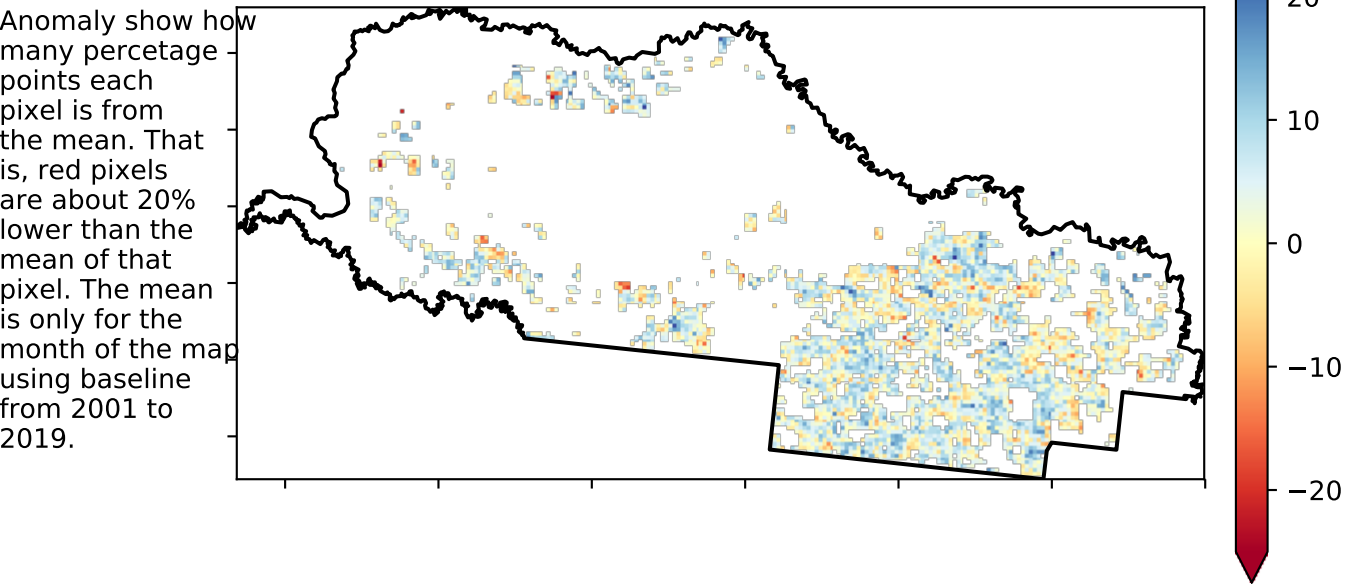 Anomaly show how
many percetage
points each
pixel is from
the mean. That
is, red pixels
are about 20%
lower than the
mean of that
pixel. The mean
is only for the
month of the map
using baseline
from 2001 to
2019.
20
10
0
−10
−20